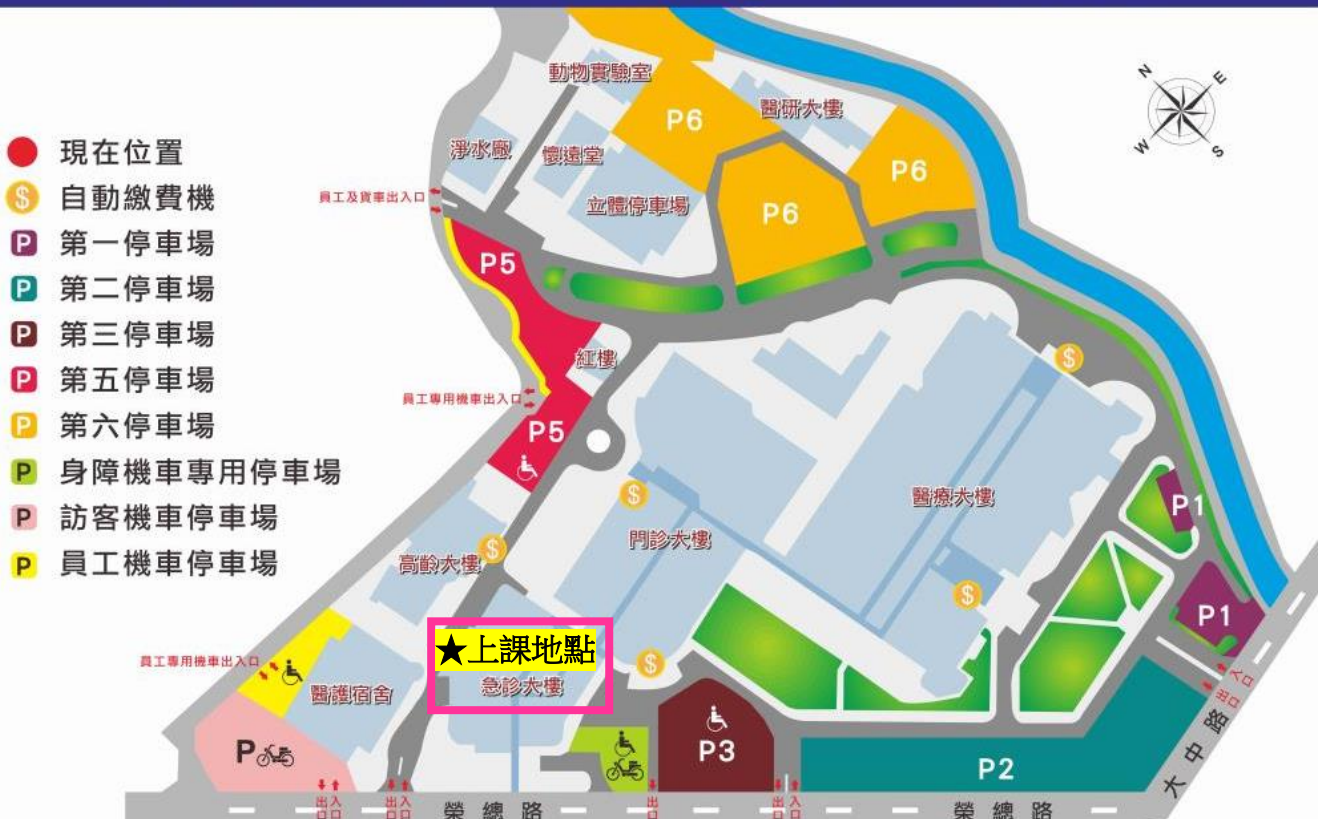 現在位置
$ 自動繳費機
P 第一停車場
P 第二停車場
P 第三停車場
P 第五停車場
P 第六停車場
P 身障機車專用停車場
P 訪客機車停車場
P 員工機車停車場
N
E
W
S
動物實驗室
醫研大樓
P6
淨水廠
懷遠堂
P6
員工及貨車出入口
立體停車場
P6
P5
紅樓
$
員工專用機車出入口
P5
$
醫療大樓
P1
門診大樓
高齡大樓
$
$
P1
★上課地點
急診大樓
$
員工專用機車出入口
醫護宿舍
出口
入口
P
P3
P2
大中路
出口
入口
出口
入口
出口
出口
入口
榮總路
榮總路